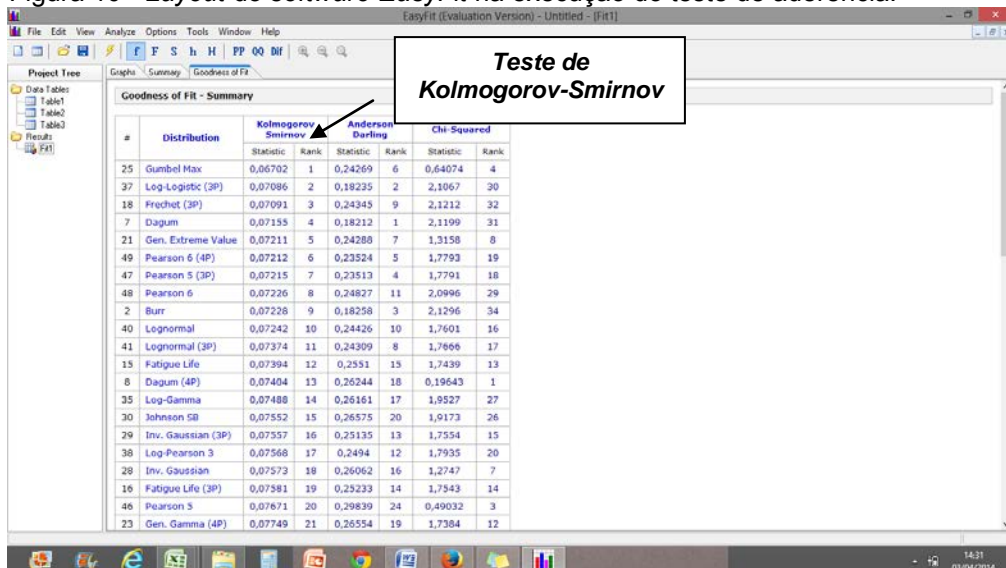 Figura 10 - Layout do software EasyFit na execução do teste de aderência.
EasyFit (Evaluation Version) - Untitled - [Fit1]
File Edit View Analyze Options Tools Window Help
f F S h H PP QQ Dif
Project Tree
Graphs Summary Goodness of Fit
Data Tables
Table1
Table2
Table3
Results
Fit1
Teste de
Kolmogorov-Smirnov
Goodness of Fit - Summary
# Distribution Kolmogorov Smirnov Anderson Darling Chi-Squared
Statistic Rank Statistic Rank Statistic Rank
25 Gumbel Max 0,06702 1 0,24269 6 0,64074 4
37 Log-Logistic (3P) 0,07086 2 0,18235 2 2,1067 30
18 Frechet (3P) 0,07091 3 0,24345 9 2,1212 32
7 Dagum 0,07155 4 0,18212 1 2,1199 31
21 Gen. Extreme Value 0,07211 5 0,24288 7 1,3158 8
49 Pearson 6 (4P) 0,07212 6 0,23524 5 1,7793 19
47 Pearson 5 (3P) 0,07215 7 0,23513 4 1,7791 18
48 Pearson 6 0,07226 8 0,24827 11 2,0996 29
2 Burr 0,07228 9 0,18258 3 2,1296 34
40 Lognormal 0,07242 10 0,24426 10 1,7601 16
41 Lognormal (3P) 0,07374 11 0,24309 8 1,7666 17
15 Fatigue Life 0,07394 12 0,2551 15 1,7439 13
8 Dagum (4P) 0,07404 13 0,26244 18 0,19643 1
35 Log-Gamma 0,07488 14 0,26161 17 1,9527 27
30 Johnson SB 0,07552 15 0,26575 20 1,9173 26
29 Inv. Gaussian (3P) 0,07557 16 0,25135 13 1,7554 15
38 Log-Pearson 3 0,07568 17 0,2494 12 1,7935 20
28 Inv. Gaussian 0,07573 18 0,26062 16 1,2747 7
16 Fatigue Life (3P) 0,07581 19 0,25233 14 1,7543 14
46 Pearson 5 0,07671 20 0,29839 24 0,49032 3
23 Gen. Gamma (4P) 0,07749 21 0,26554 19 1,7384 12
14:31
03/04/2014